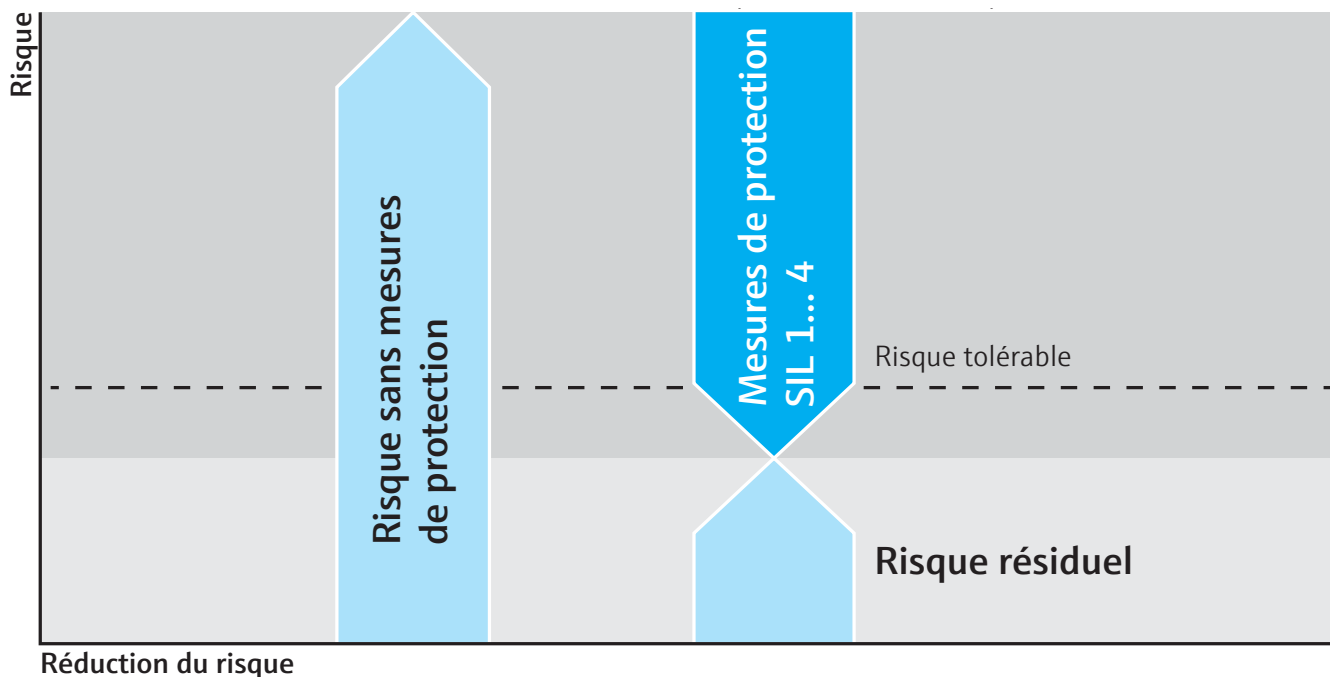 Risque
Risque sans mesures
de protection
Mesures de protection
SIL 1... 4
Risque tolérable
Risque résiduel
Réduction du risque